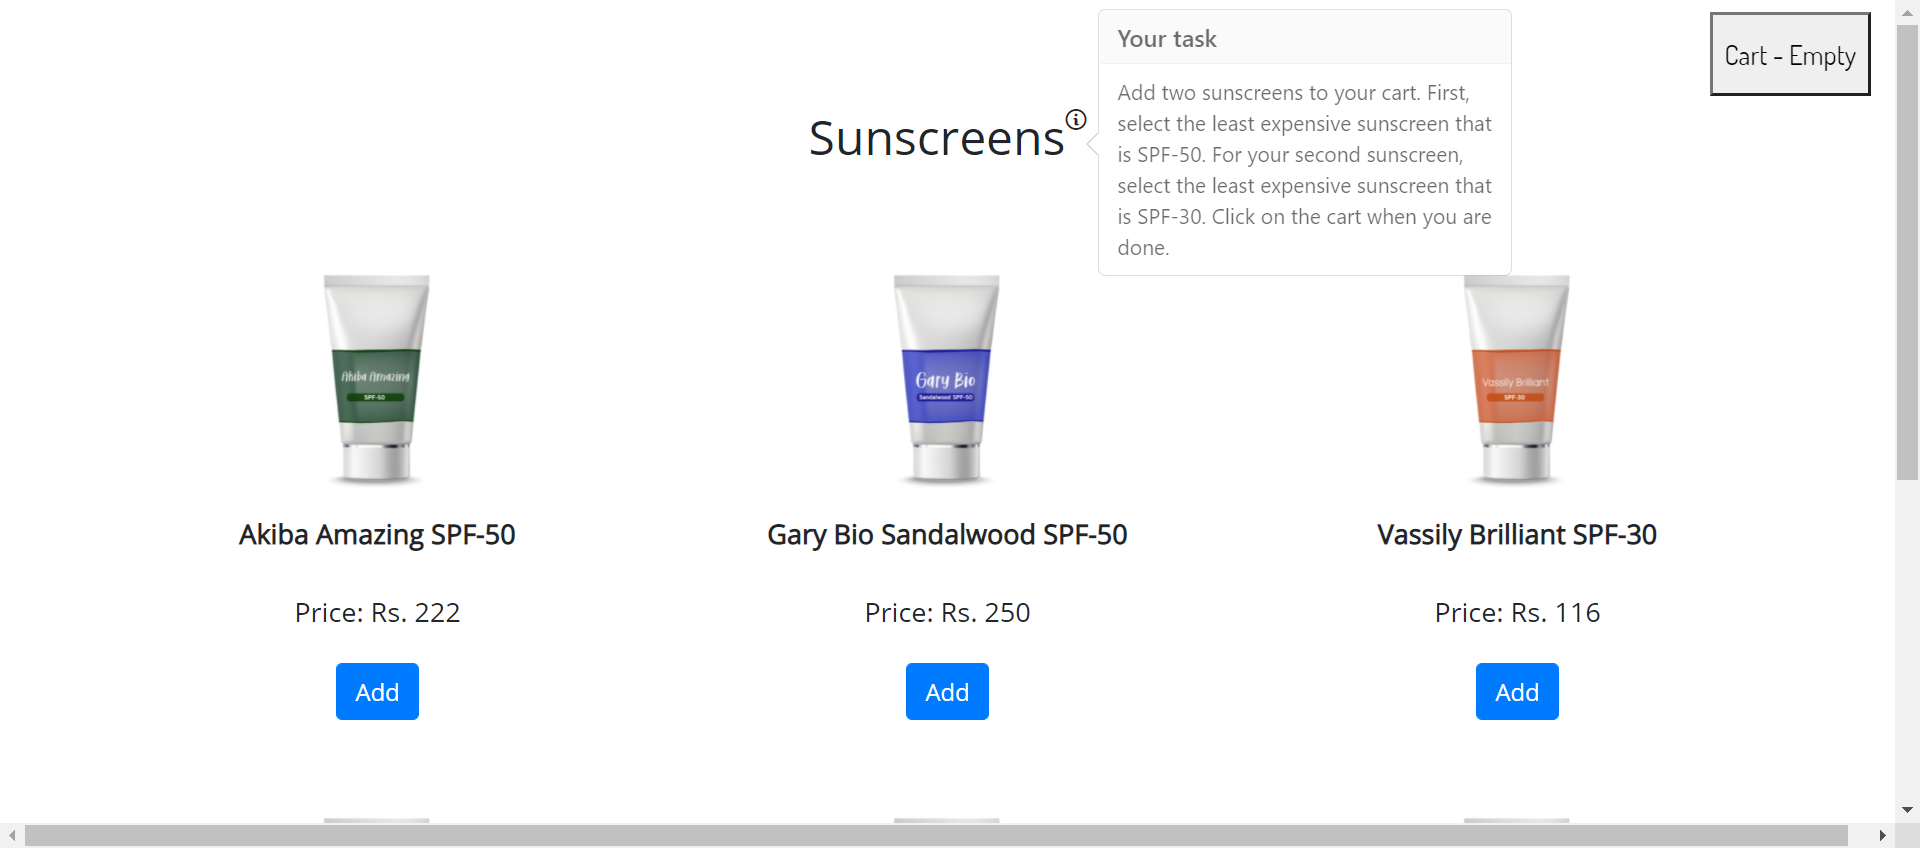 Your task
Add two sunscreens to your cart. First,
select the least expensive sunscreen that
is SPF-50. For your second sunscreen,
select the least expensive sunscreen that
is SPF-30. Click on the cart when you are
done.
Cart - Empty
Sunscreens
Akiba Amazing
SPF-50
Gary Bio
Sandalwood SPF-50
Vassily Brilliant
SPF-30
Akiba Amazing SPF-50
Gary Bio Sandalwood SPF-50
Vassily Brilliant SPF-30
Price: Rs. 222
Price: Rs. 250
Price: Rs. 116
Add
Add
Add